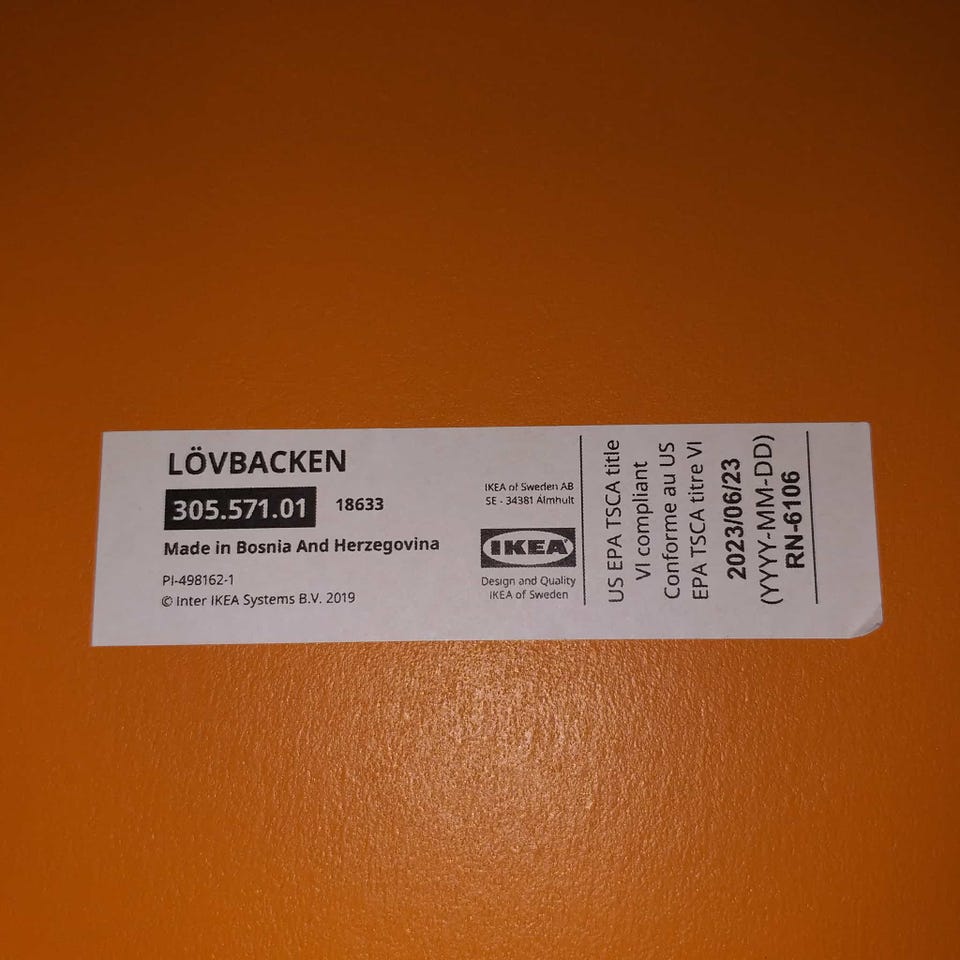 LÖVBACKEN
305.571.01 18633
Made in Bosnia And Herzegovina
PI-498162-1
© Inter IKEA Systems B.V. 2019
IKEA of Sweden AB
SE - 34381 Älmhult
IKEA
Design and Quality
IKEA of Sweden
US EPA TSCA title
VI compliant
Conforme au US
EPA TSCA titre VI
2023/06/23
(YYYY-MM-DD)
RN-6106